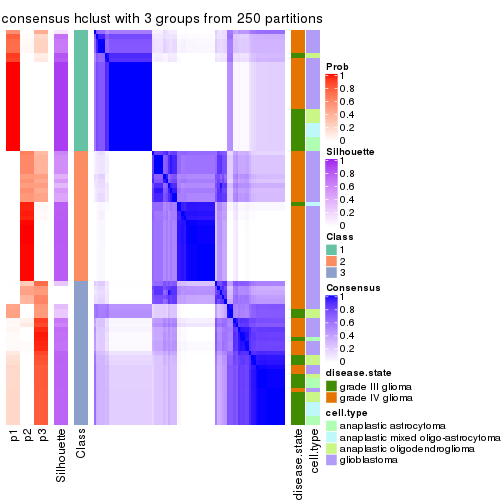 consensus hclust with 3 groups from 250 partitions
Prob
1
0.8
0.6
0.4
0.2
0
Silhouette
1
0.8
0.6
0.4
0.2
0
Class
1
2
3
Consensus
1
0.8
0.6
0.4
0.2
0
disease.state
grade III glioma
grade IV glioma
cell.type
anaplastic astrocytoma
anaplastic mixed oligo-astrocytoma
anaplastic oligodendroglioma
glioblastoma
p1
p2
p3
Silhouette
Class
disease.state
cell.type